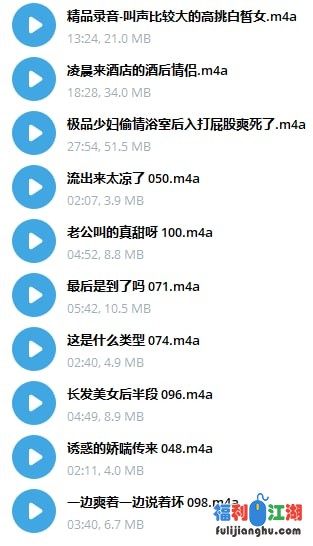 精品录音-叫声比较大的高挑白皙女.m4a
13:24, 21.0 MB
凌晨来酒店的酒后情侣.m4a
18:28, 34.0 MB
极品少妇偷情浴室后入打屁股爽死了.m4a
27:54, 51.5 MB
流出来太凉了 050.m4a
02:07, 3.9 MB
老公叫的真甜呀 100.m4a
04:52, 8.8 MB
最后是到了吗 071.m4a
05:42, 10.5 MB
这是什么类型 074.m4a
02:40, 4.9 MB
长发美女后半段 096.m4a
04:49, 8.9 MB
诱惑的娇喘传来 048.m4a
02:11, 4.0 MB
一边爽着一边说着坏 098.m4a
03:40, 6.7 MB
福利江湖
fulijianghu.com